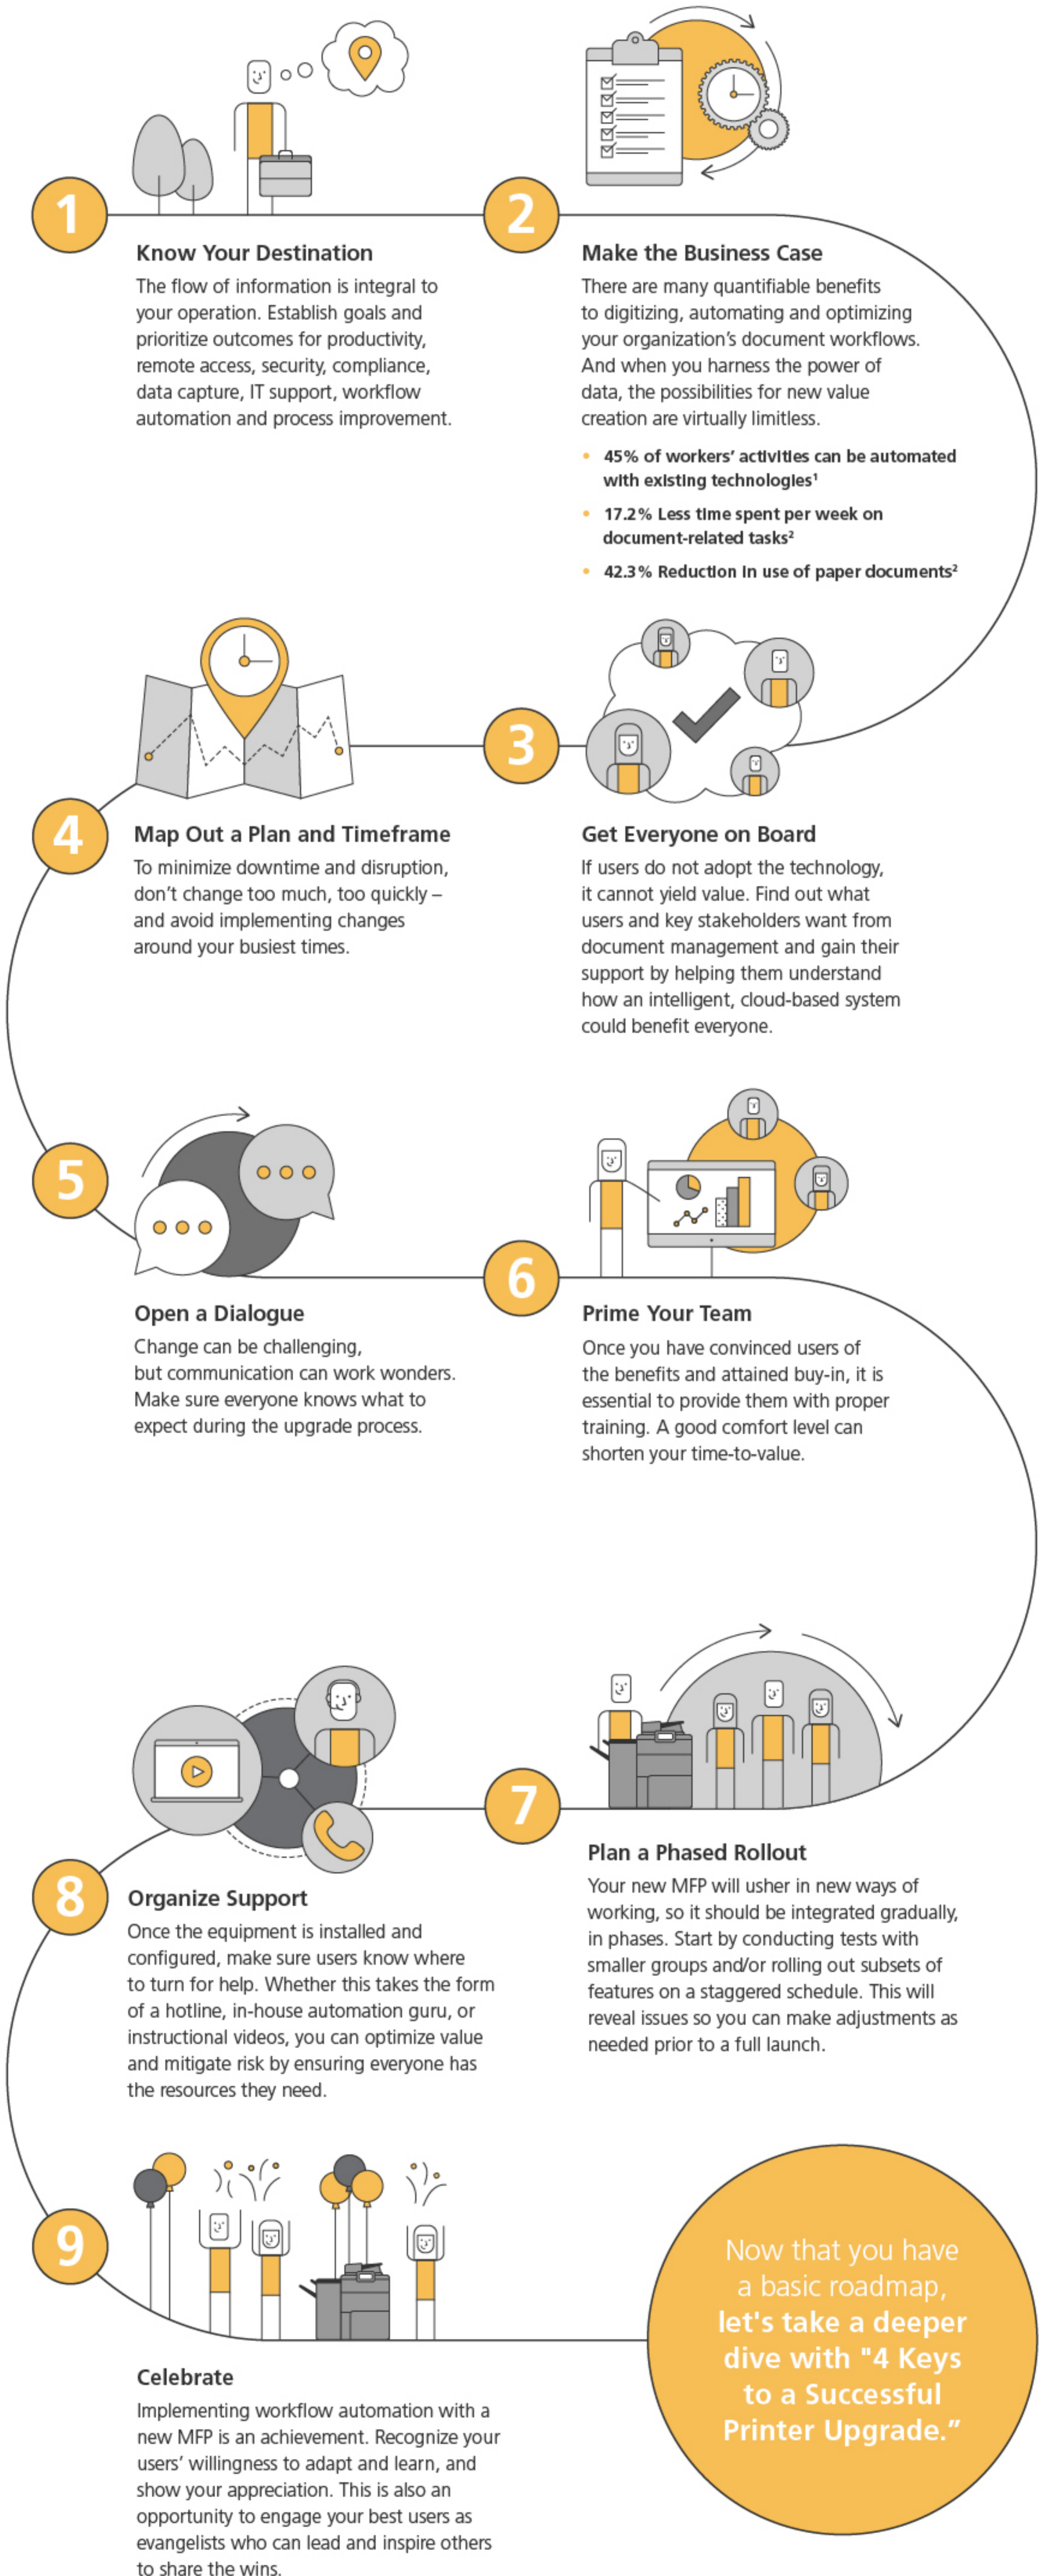 1
Know Your Destination
The flow of information is integral to
your operation. Establish goals and
prioritize outcomes for productivity,
remote access, security, compliance,
data capture, IT support, workflow
automation and process improvement.
2
Make the Business Case
There are many quantifiable benefits
to digitizing, automating and optimizing
your organization's document workflows.
And when you harness the power of
data, the possibilities for new value
creation are virtually limitless.
• 45% of workers' activities can be automated
with existing technologies¹
• 17.2% Less time spent per week on
document-related tasks²
• 42.3% Reduction in use of paper documents²
3
Get Everyone on Board
If users do not adopt the technology,
it cannot yield value. Find out what
users and key stakeholders want from
document management and gain their
support by helping them understand
how an intelligent, cloud-based system
could benefit everyone.
4
Map Out a Plan and Timeframe
To minimize downtime and disruption,
don't change too much, too quickly –
and avoid implementing changes
around your busiest times.
5
Open a Dialogue
Change can be challenging,
but communication can work wonders.
Make sure everyone knows what to
expect during the upgrade process.
6
Prime Your Team
Once you have convinced users of
the benefits and attained buy-in, it is
essential to provide them with proper
training. A good comfort level can
shorten your time-to-value.
7
Plan a Phased Rollout
Your new MFP will usher in new ways of
working, so it should be integrated gradually,
in phases. Start by conducting tests with
smaller groups and/or rolling out subsets of
features on a staggered schedule. This will
reveal issues so you can make adjustments as
needed prior to a full launch.
8
Organize Support
Once the equipment is installed and
configured, make sure users know where
to turn for help. Whether this takes the form
of a hotline, in-house automation guru, or
instructional videos, you can optimize value
and mitigate risk by ensuring everyone has
the resources they need.
9
Celebrate
Implementing workflow automation with a
new MFP is an achievement. Recognize your
users' willingness to adapt and learn, and
show your appreciation. This is also an
opportunity to engage your best users as
evangelists who can lead and inspire others
to share the wins.
Now that you have
a basic roadmap,
let's take a deeper
dive with "4 Keys
to a Successful
Printer Upgrade.”